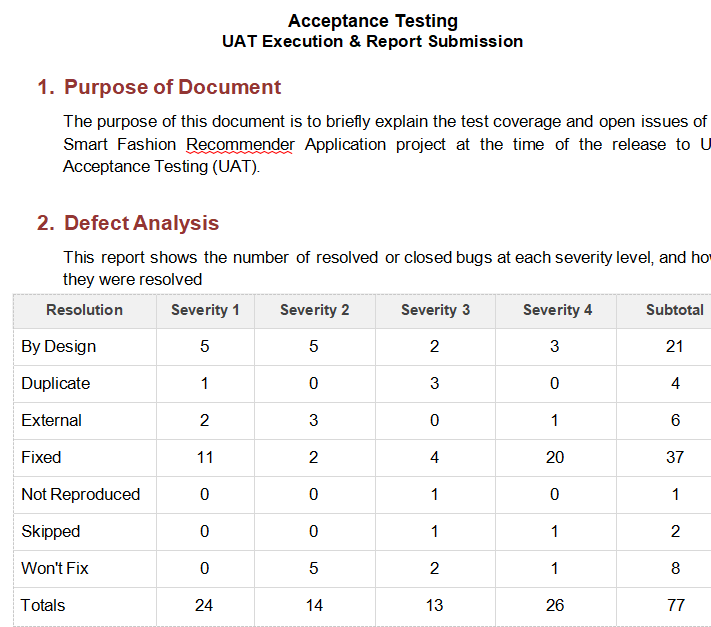 Acceptance Testing
UAT Execution & Report Submission
1. Purpose of Document
The purpose of this document is to briefly explain the test coverage and open issues of
Smart Fashion Recommender Application project at the time of the release to U
Acceptance Testing (UAT).
2. Defect Analysis
This report shows the number of resolved or closed bugs at each severity level, and ho
they were resolved
Resolution Severity 1 Severity 2 Severity 3 Severity 4 Subtotal
By Design 5 5 2 3 21
Duplicate 1 0 3 0 4
External 2 3 0 1 6
Fixed 11 2 4 20 37
Not Reproduced 0 0 1 0 1
Skipped 0 0 1 1 2
Won't Fix 0 5 2 1 8
Totals 24 14 13 26 77